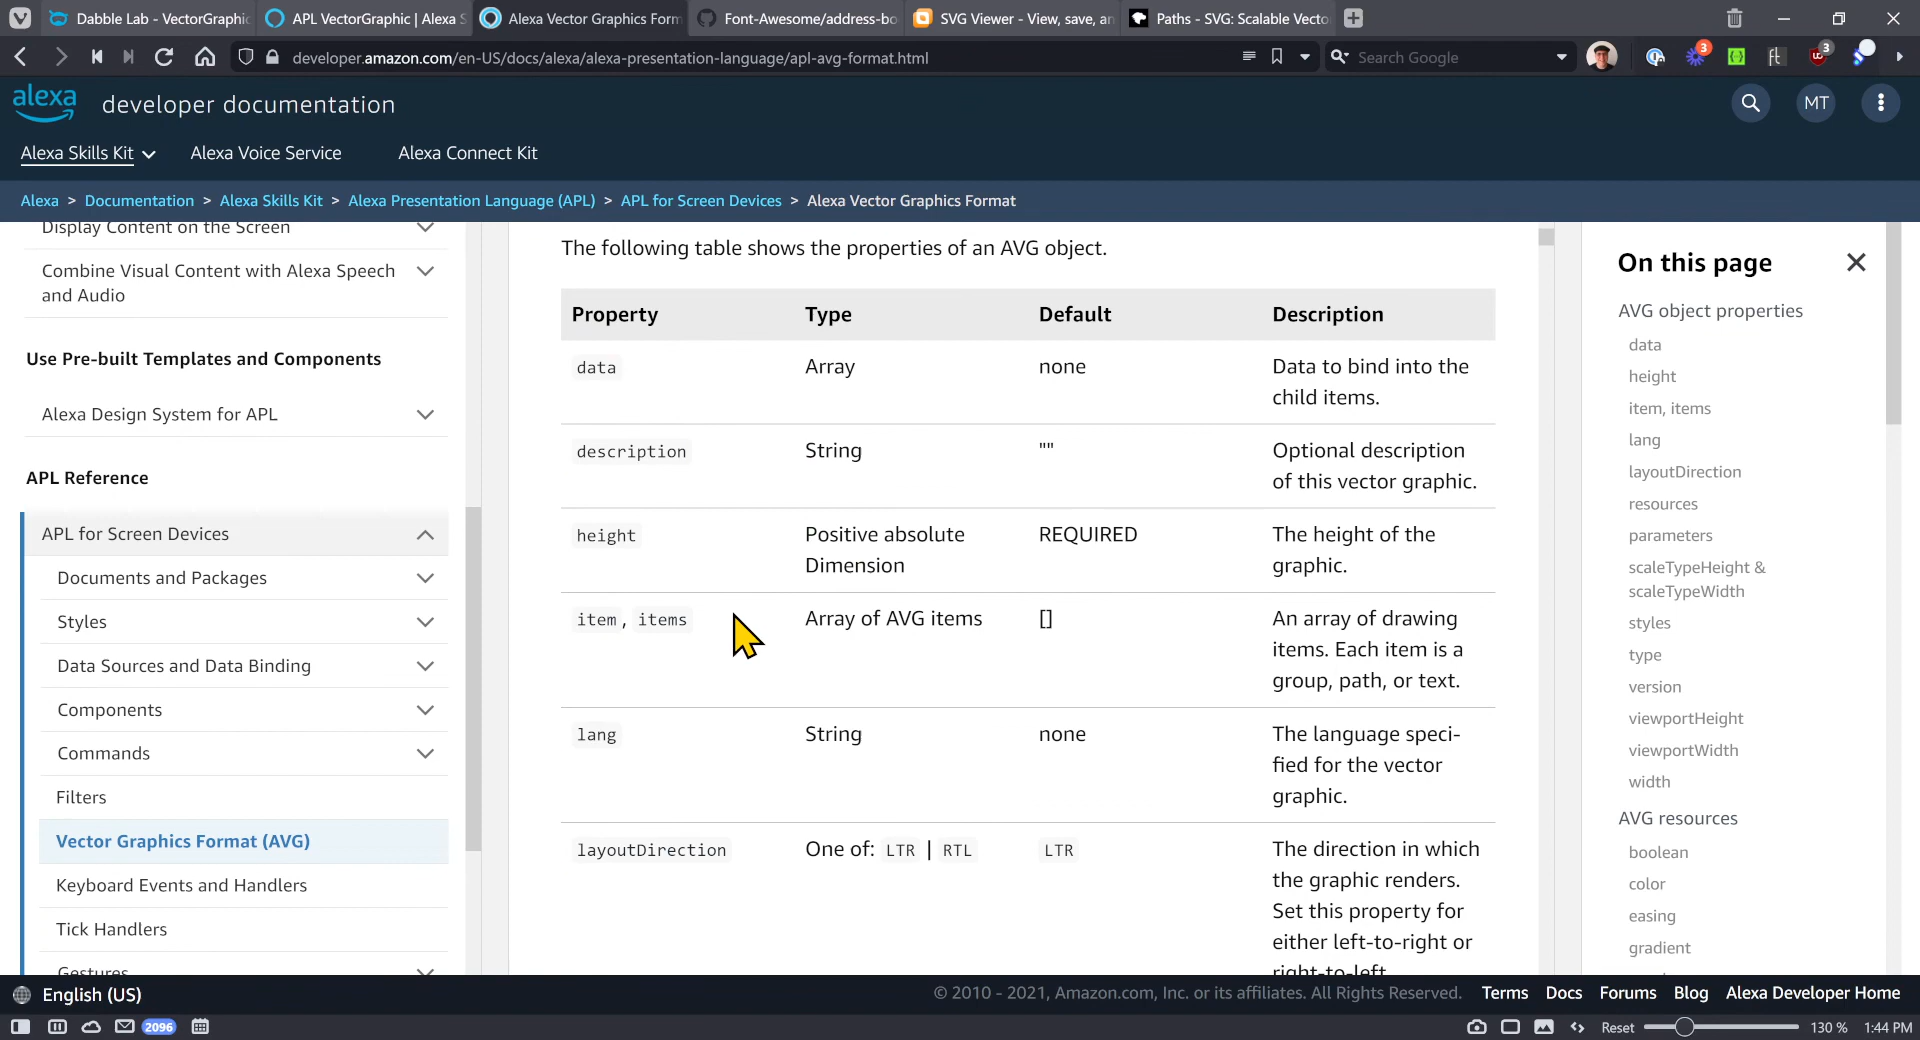 Dabble Lab - VectorGraphic
APL VectorGraphic | Alexa S
Alexa Vector Graphics Form
Font-Awesome/address-bo
SVG Viewer - View, save, an
Paths - SVG: Scalable Vecto
developer.amazon.com/en-US/docs/alexa/alexa-presentation-language/apl-avg-format.html
Search Google
3
ft
3
alexa
developer documentation
MT
Alexa Skills Kit
Alexa Voice Service
Alexa Connect Kit
Alexa > Documentation > Alexa Skills Kit > Alexa Presentation Language (APL) > APL for Screen Devices > Alexa Vector Graphics Format
Display Content on the Screen
Combine Visual Content with Alexa Speech
and Audio
Use Pre-built Templates and Components
Alexa Design System for APL
APL Reference
APL for Screen Devices
Documents and Packages
Styles
Data Sources and Data Binding
Components
Commands
Filters
Vector Graphics Format (AVG)
Keyboard Events and Handlers
Tick Handlers
Gestures
The following table shows the properties of an AVG object.
Property Type Default Description
data Array none Data to bind into the
child items.
description String "" Optional description
of this vector graphic.
height Positive absolute REQUIRED The height of the
Dimension graphic.
item, items Array of AVG items [] An array of drawing
items. Each item is a
group, path, or text.
lang String none The language speci-
fied for the vector
graphic.
layoutDirection One of: LTR | RTL LTR The direction in which
the graphic renders.
Set this property for
either left-to-right or
right-to-left
On this page
AVG object properties
data
height
item, items
lang
layoutDirection
resources
parameters
scaleTypeHeight &
scaleTypeWidth
styles
type
version
viewportHeight
viewportWidth
width
AVG resources
boolean
color
easing
gradient
English (US)
© 2010 - 2021, Amazon.com, Inc. or its affiliates. All Rights Reserved.
Terms Docs Forums Blog Alexa Developer Home
2096
Reset
130 %
1:44 PM